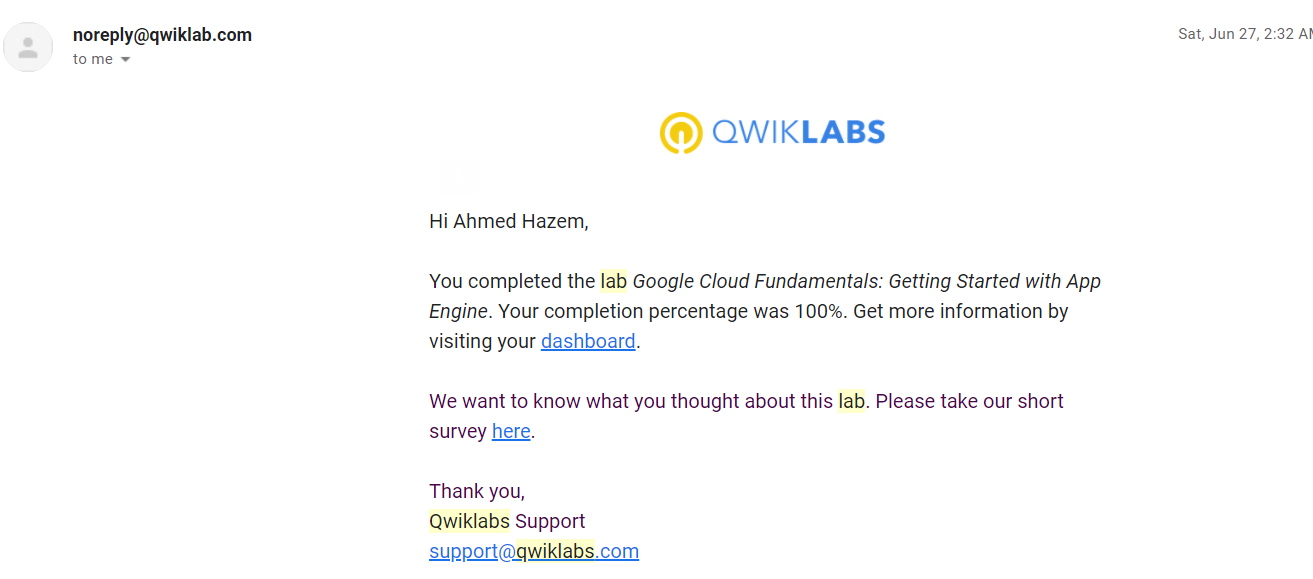 noreply@qwiklab.com
Sat, Jun 27, 2:32 AM
to me
QWIKLABS
Hi Ahmed Hazem,
You completed the lab Google Cloud Fundamentals: Getting Started with App
Engine. Your completion percentage was 100%. Get more information by
visiting your dashboard.
We want to know what you thought about this lab. Please take our short
survey here.
Thank you,
Qwiklabs Support
support@qwiklabs.com